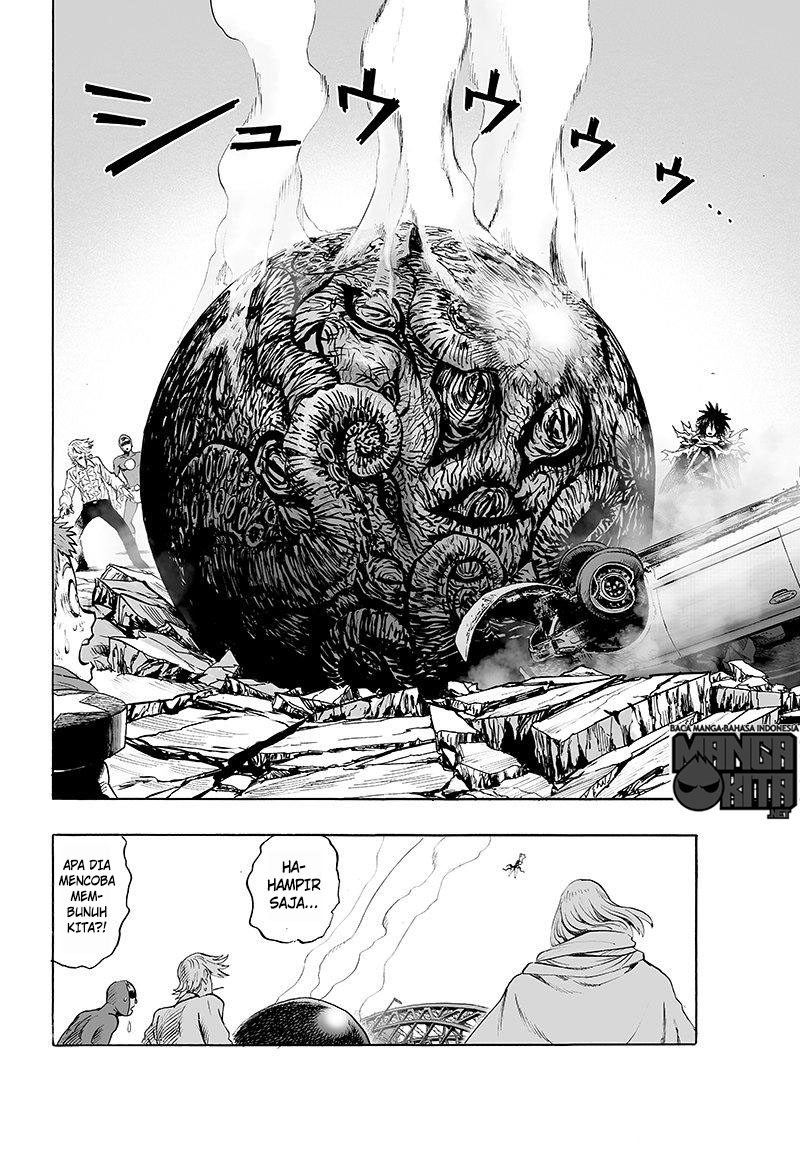 シュウウウウ…
BACA MANGA-BAHASA INDONESIA
MANGA
KITA
.NET
HA-
HAMPIR
SAJA...
APA DIA
MENCOBA
MEM-
BUNUH
KITA?!